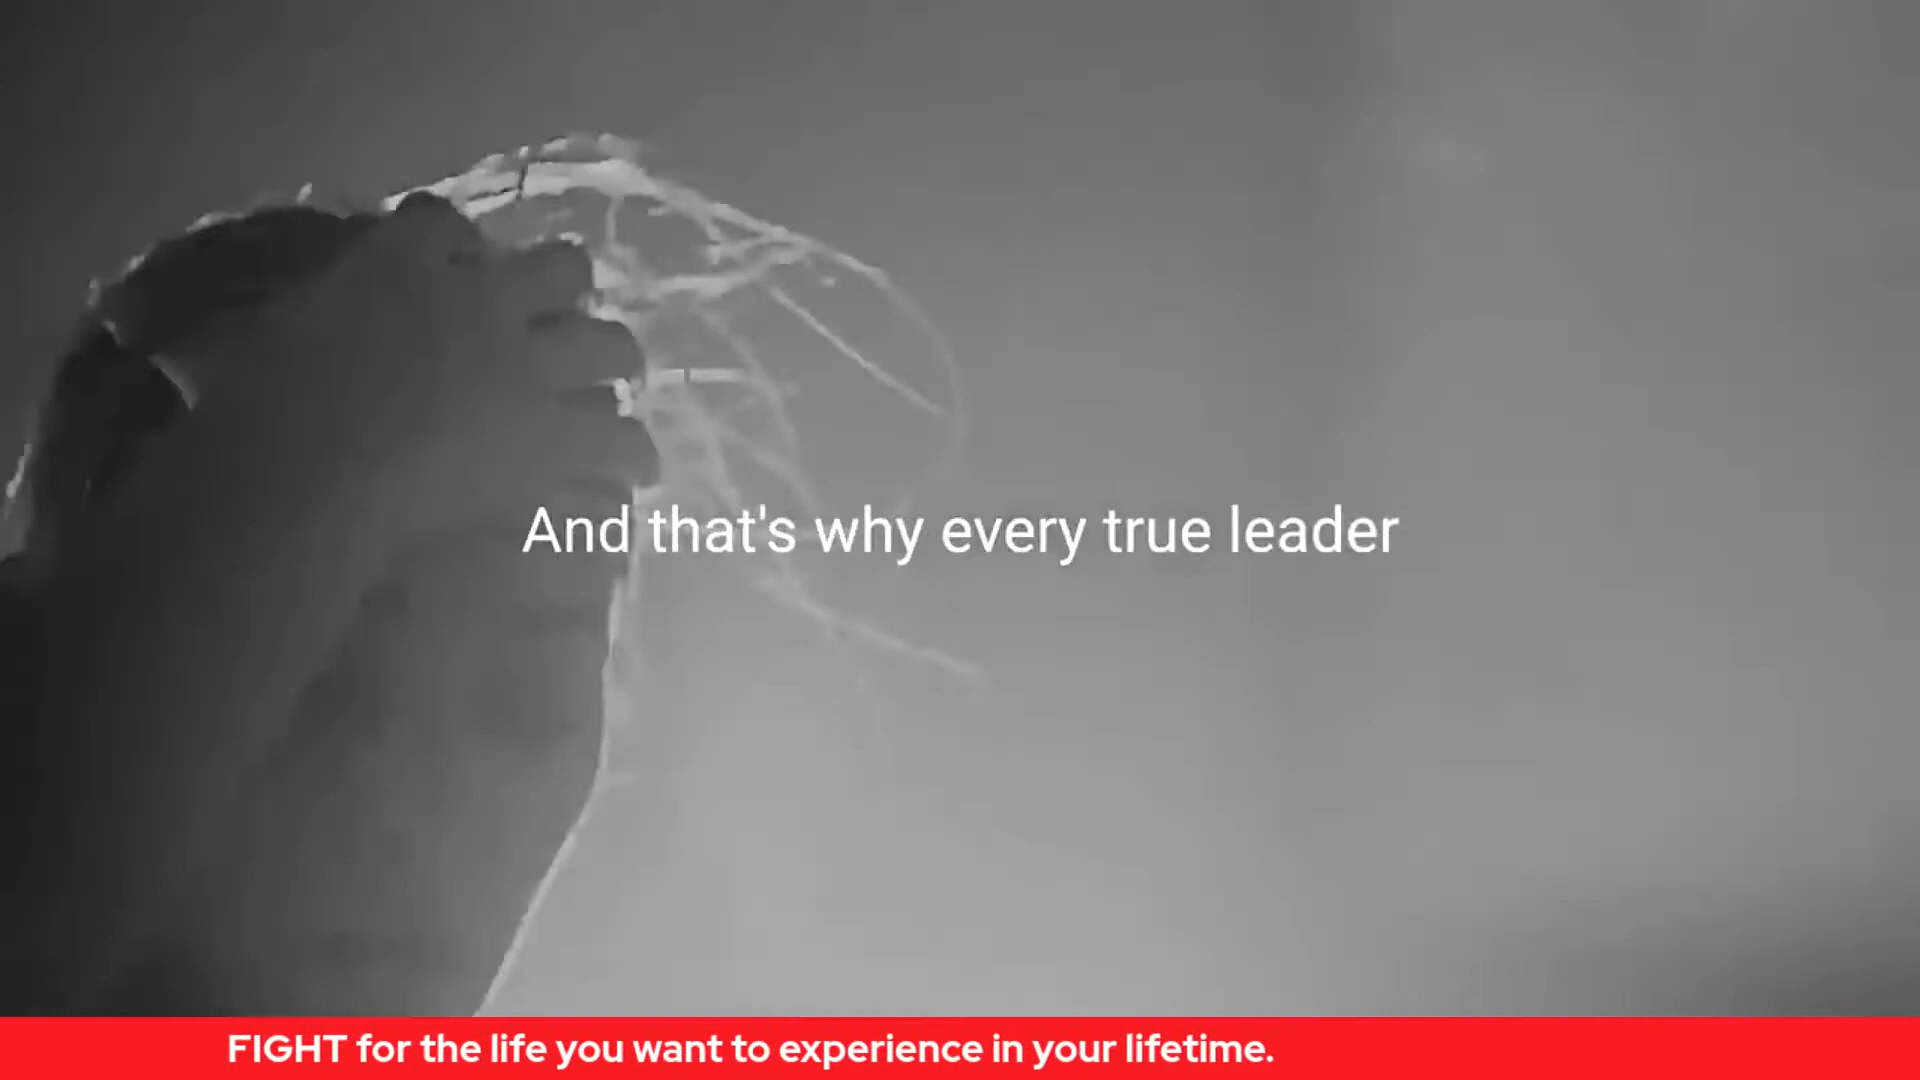 And that's why every true leader
FIGHT for the life you want to experience in your lifetime.